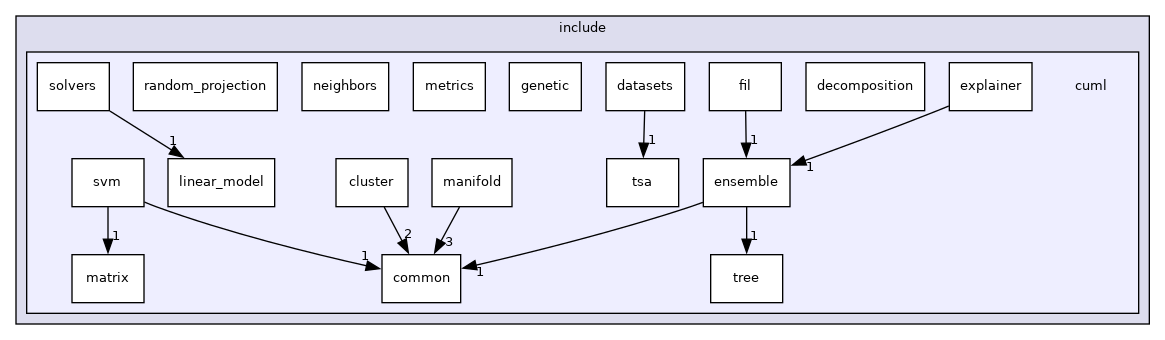 include
solvers
random_projection
neighbors
metrics
genetic
datasets
fil
decomposition
explainer
cuml
1
1
1
1
svm
linear_model
cluster
manifold
tsa
ensemble
1
2
3
1
1
1
matrix
common
tree